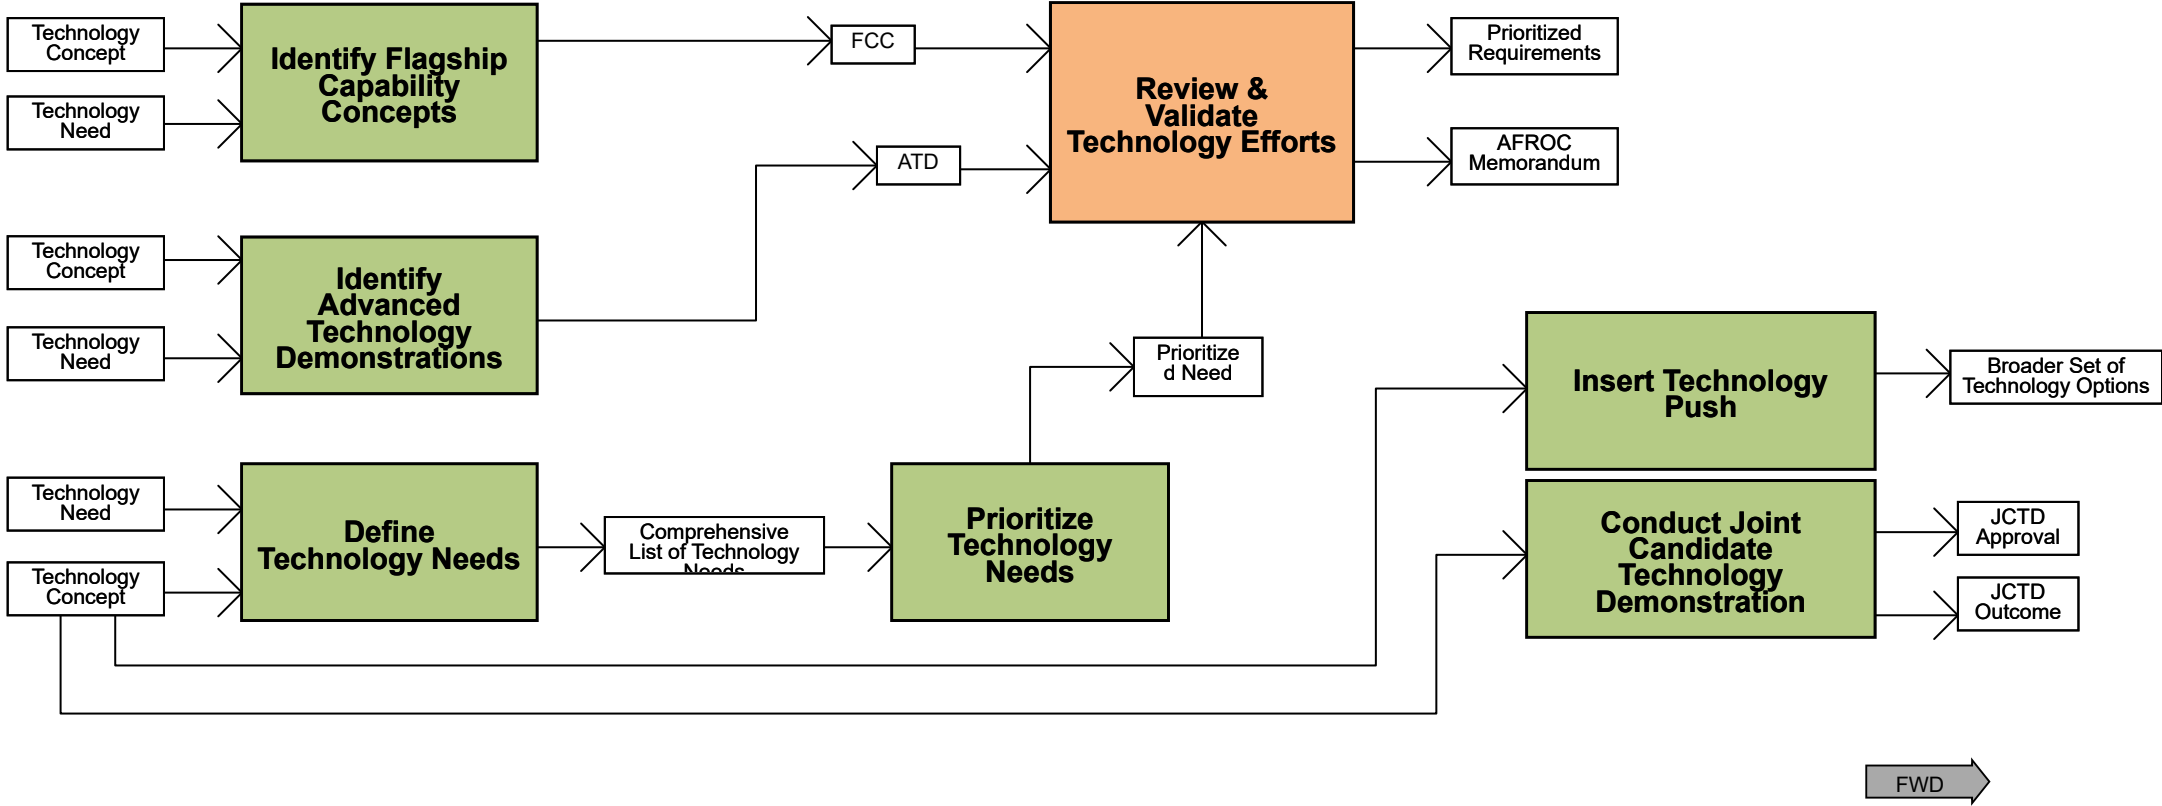 Technology
Concept
Technology
Need
Identify Flagship
Capability
Concepts
FCC
Review &
Validate
Technology Efforts
Prioritized
Requirements
AFROC
Memorandum
ATD
Technology
Concept
Technology
Need
Identify
Advanced
Technology
Demonstrations
Prioritize
d Need
Insert Technology
Push
Broader Set of
Technology Options
Technology
Need
Technology
Concept
Define
Technology Needs
Comprehensive
List of Technology
Needs
Prioritize
Technology
Needs
Conduct Joint
Candidate
Technology
Demonstration
JCTD
Approval
JCTD
Outcome
FWD